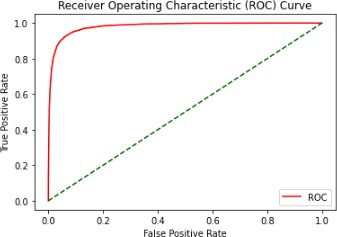 Receiver Operating Characteristic (ROC) Curve
1.0
0.8
0.6
0.4
0.2
0.0
True Positive Rate
ROC
0.0 0.2 0.4 0.6 0.8 1.0
False Positive Rate